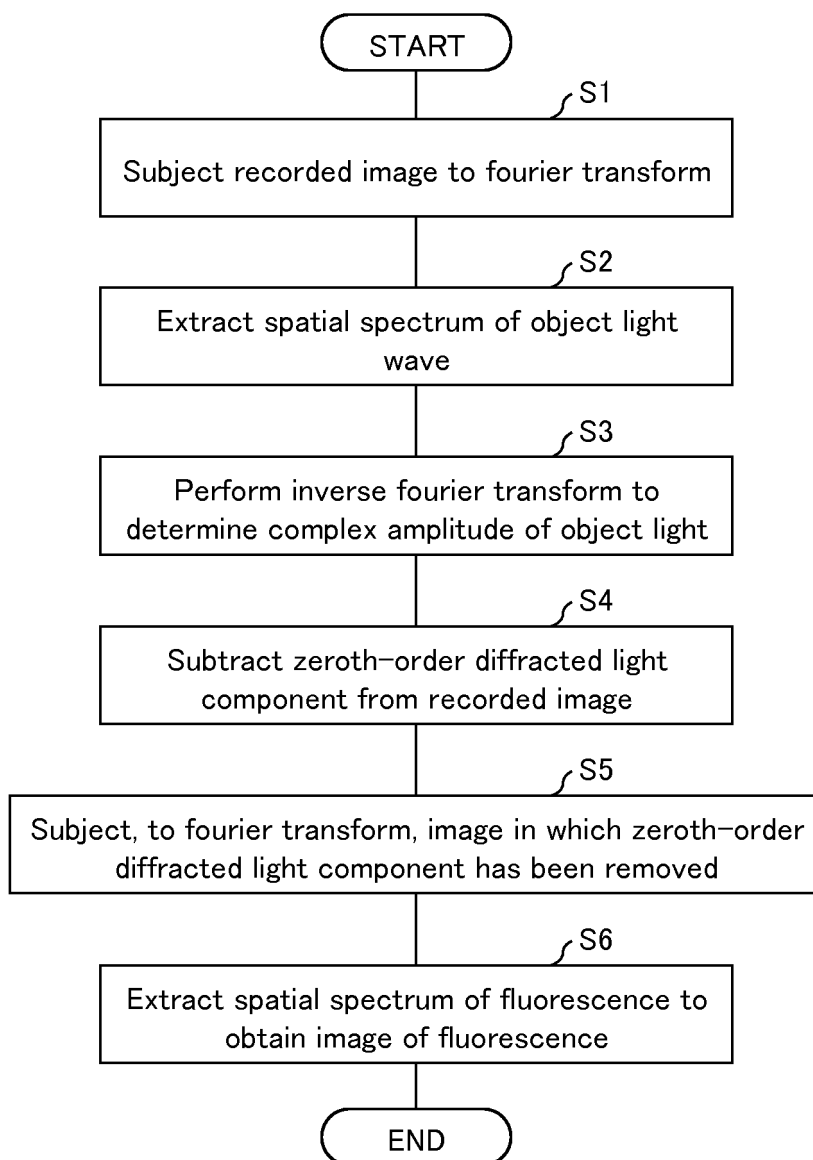 START
S1
Subject recorded image to fourier transform
S2
Extract spatial spectrum of object light
wave
S3
Perform inverse fourier transform to
determine complex amplitude of object light
S4
Subtract zeroth-order diffracted light
component from recorded image
S5
Subject, to fourier transform, image in which zeroth-order
diffracted light component has been removed
S6
Extract spatial spectrum of fluorescence to
obtain image of fluorescence
END